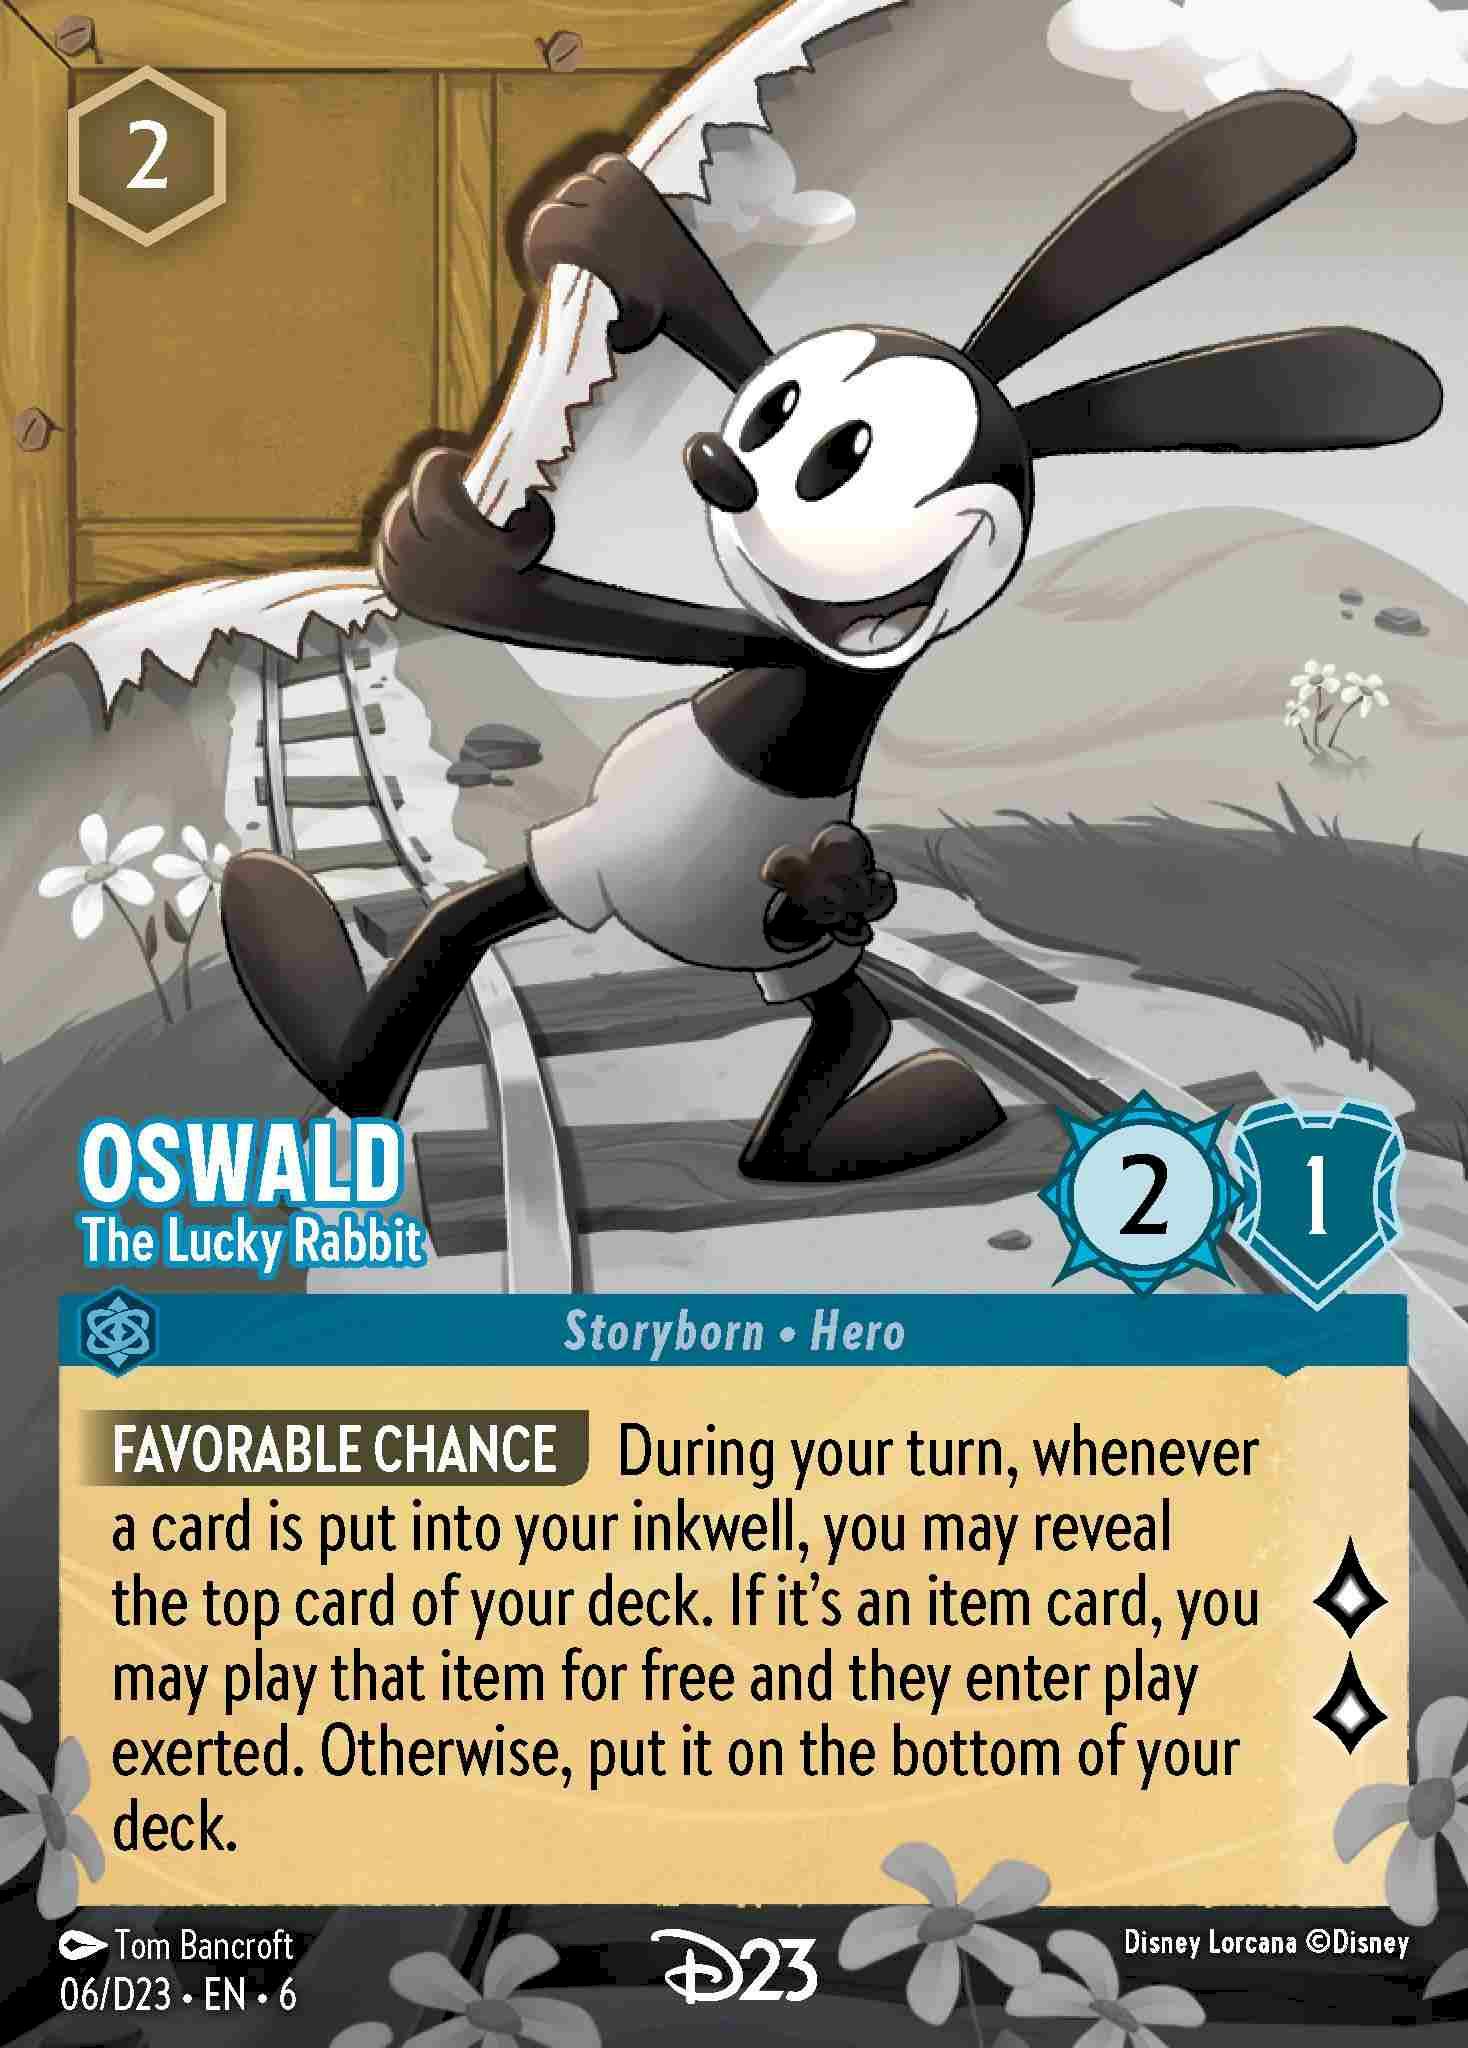 2
OSWALD
The Lucky Rabbit
2 1
Storyborn • Hero
FAVORABLE CHANCE During your turn, whenever
a card is put into your inkwell, you may reveal
the top card of your deck. If it’s an item card, you
may play that item for free and they enter play
exerted. Otherwise, put it on the bottom of your
deck.
Tom Bancroft
06/D23 • EN • 6
D23
Disney Lorcana ©Disney